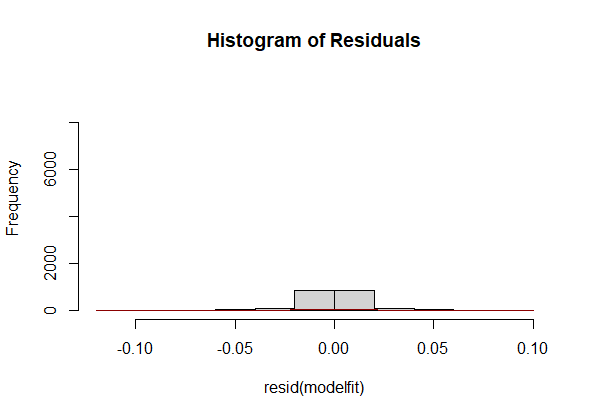 Histogram of Residuals
Frequency
6000
2000
0
-0.10 -0.05 0.00 0.05 0.10
resid(modelfit)